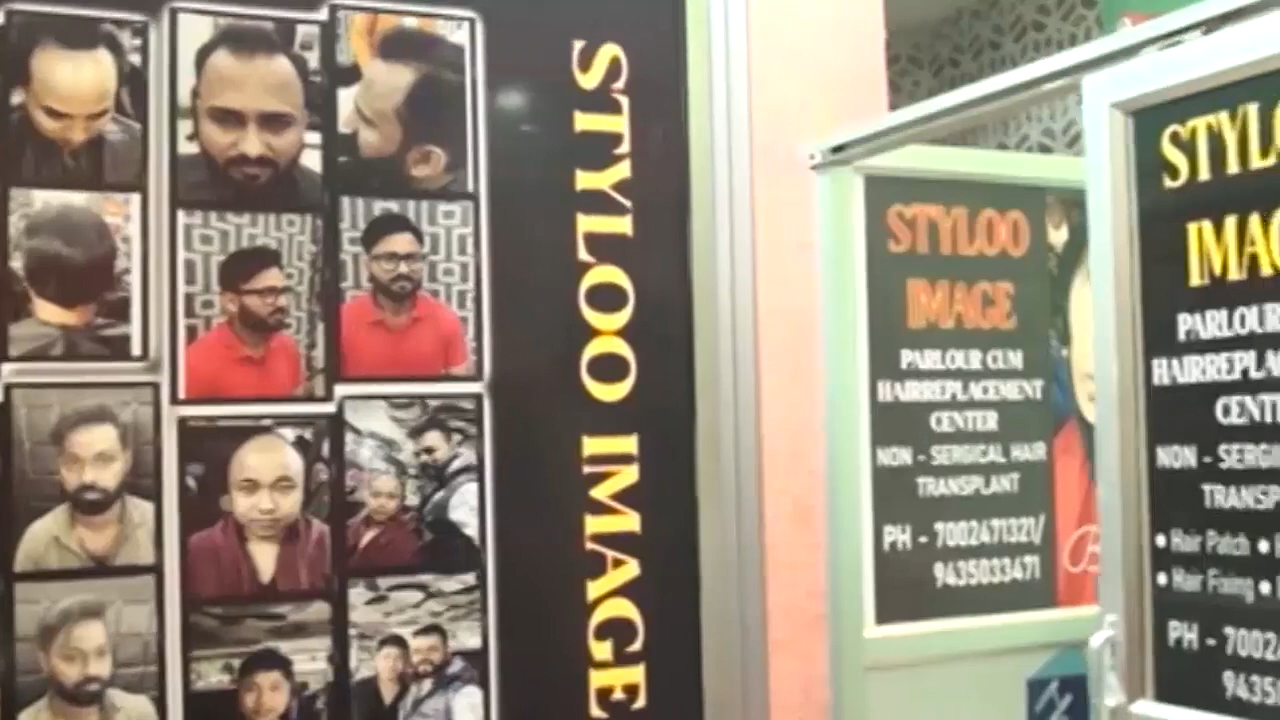 STYLOO IMAGE
STYLOO
IMAGE
PARLOUR CUM
HAIRREPLACEMENT
CENTER
NON - SERGICAL HAIR
TRANSPLANT
PH - 7002471321/
9435033471
STYL
IMAG
PARLOUR
HAIRREPLA
CENT
NON - SERGI
TRANSP
• Hair Patch •
• Hair Fixing •
PH - 7002
9435